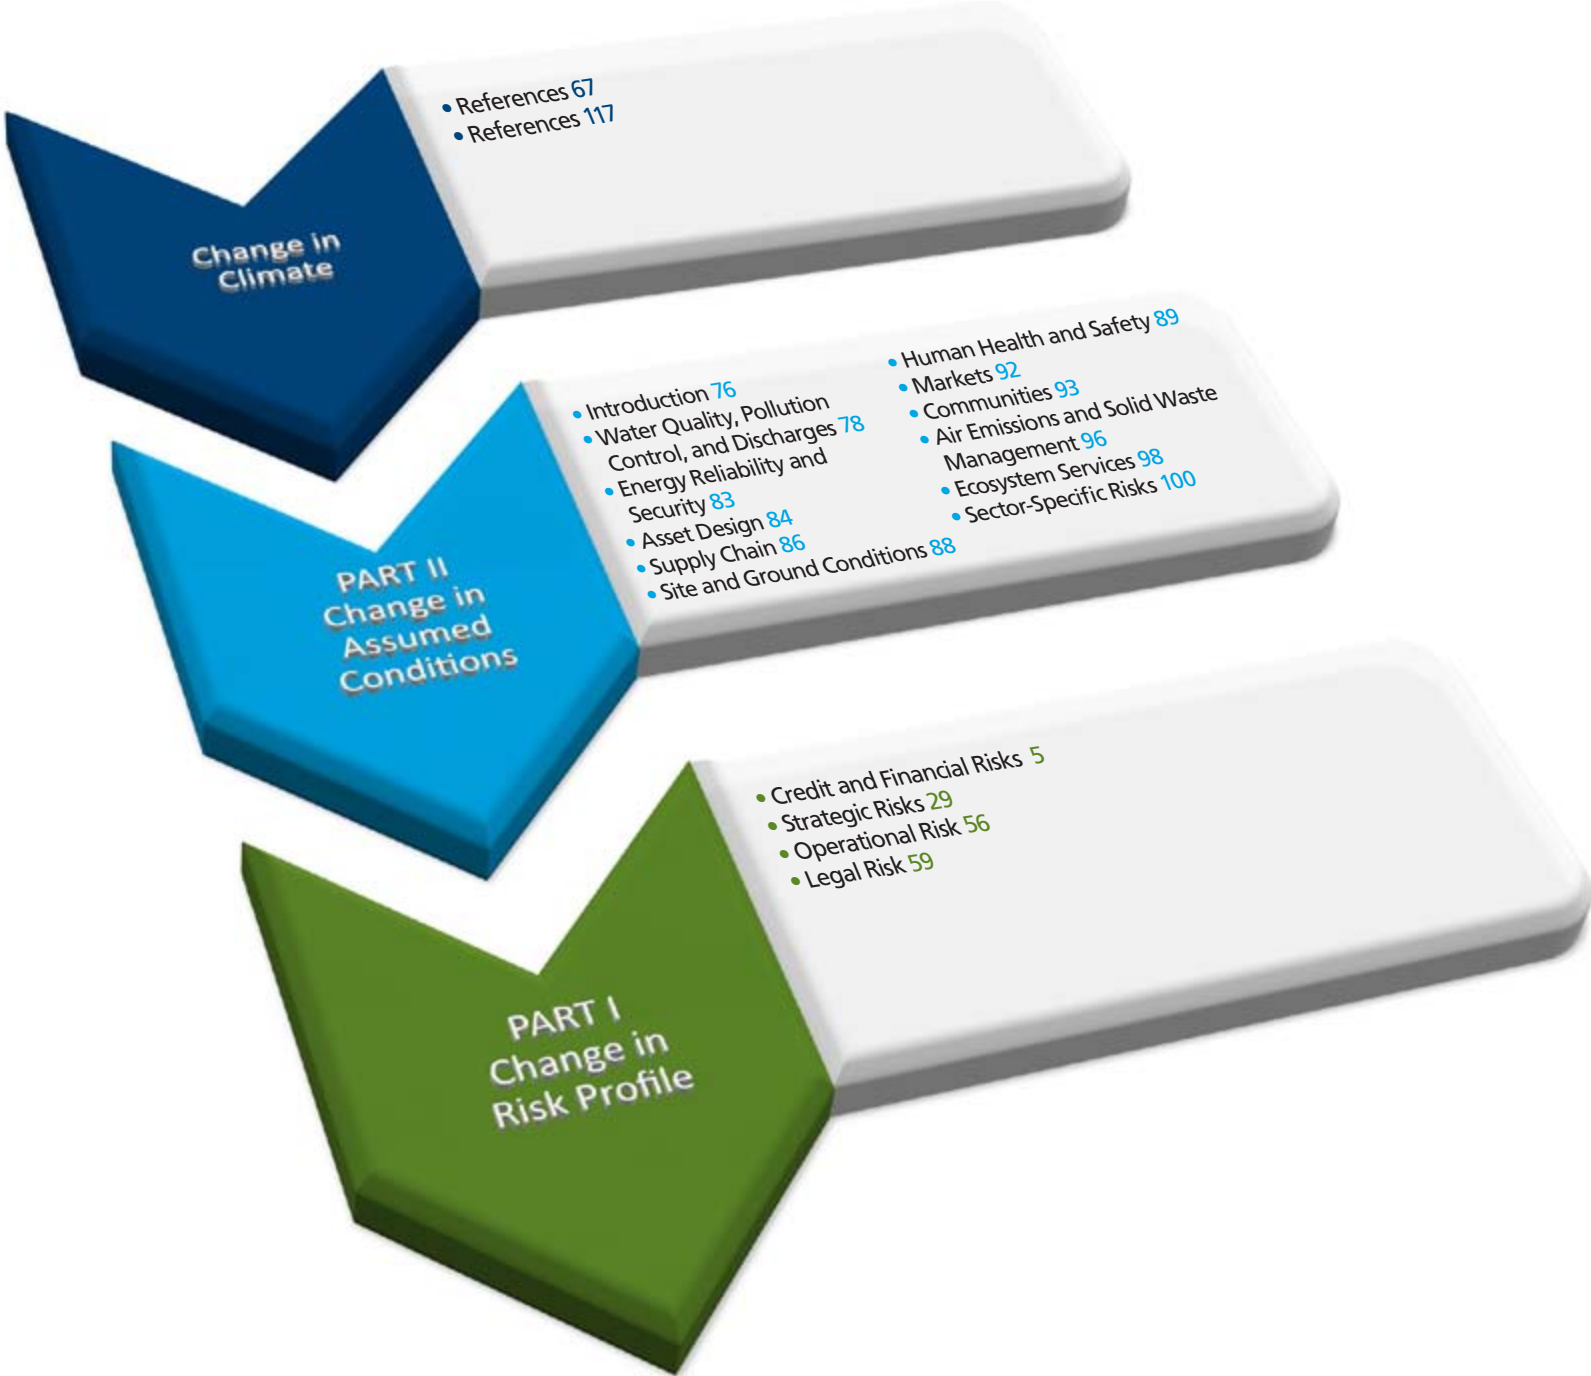 • References 67
• References 117
Change in
Climate
• Introduction 76
• Water Quality, Pollution
Control, and Discharges 78
• Energy Reliability and
Security 83
• Asset Design 84
• Supply Chain 86
• Site and Ground Conditions 88
• Human Health and Safety 89
• Markets 92
• Communities 93
• Air Emissions and Solid Waste
Management 96
• Ecosystem Services 98
• Sector-Specific Risks 100
PART II
Change in
Assumed
Conditions
• Credit and Financial Risks 5
• Strategic Risks 29
• Operational Risk 56
• Legal Risk 59
PART I
Change in
Risk Profile